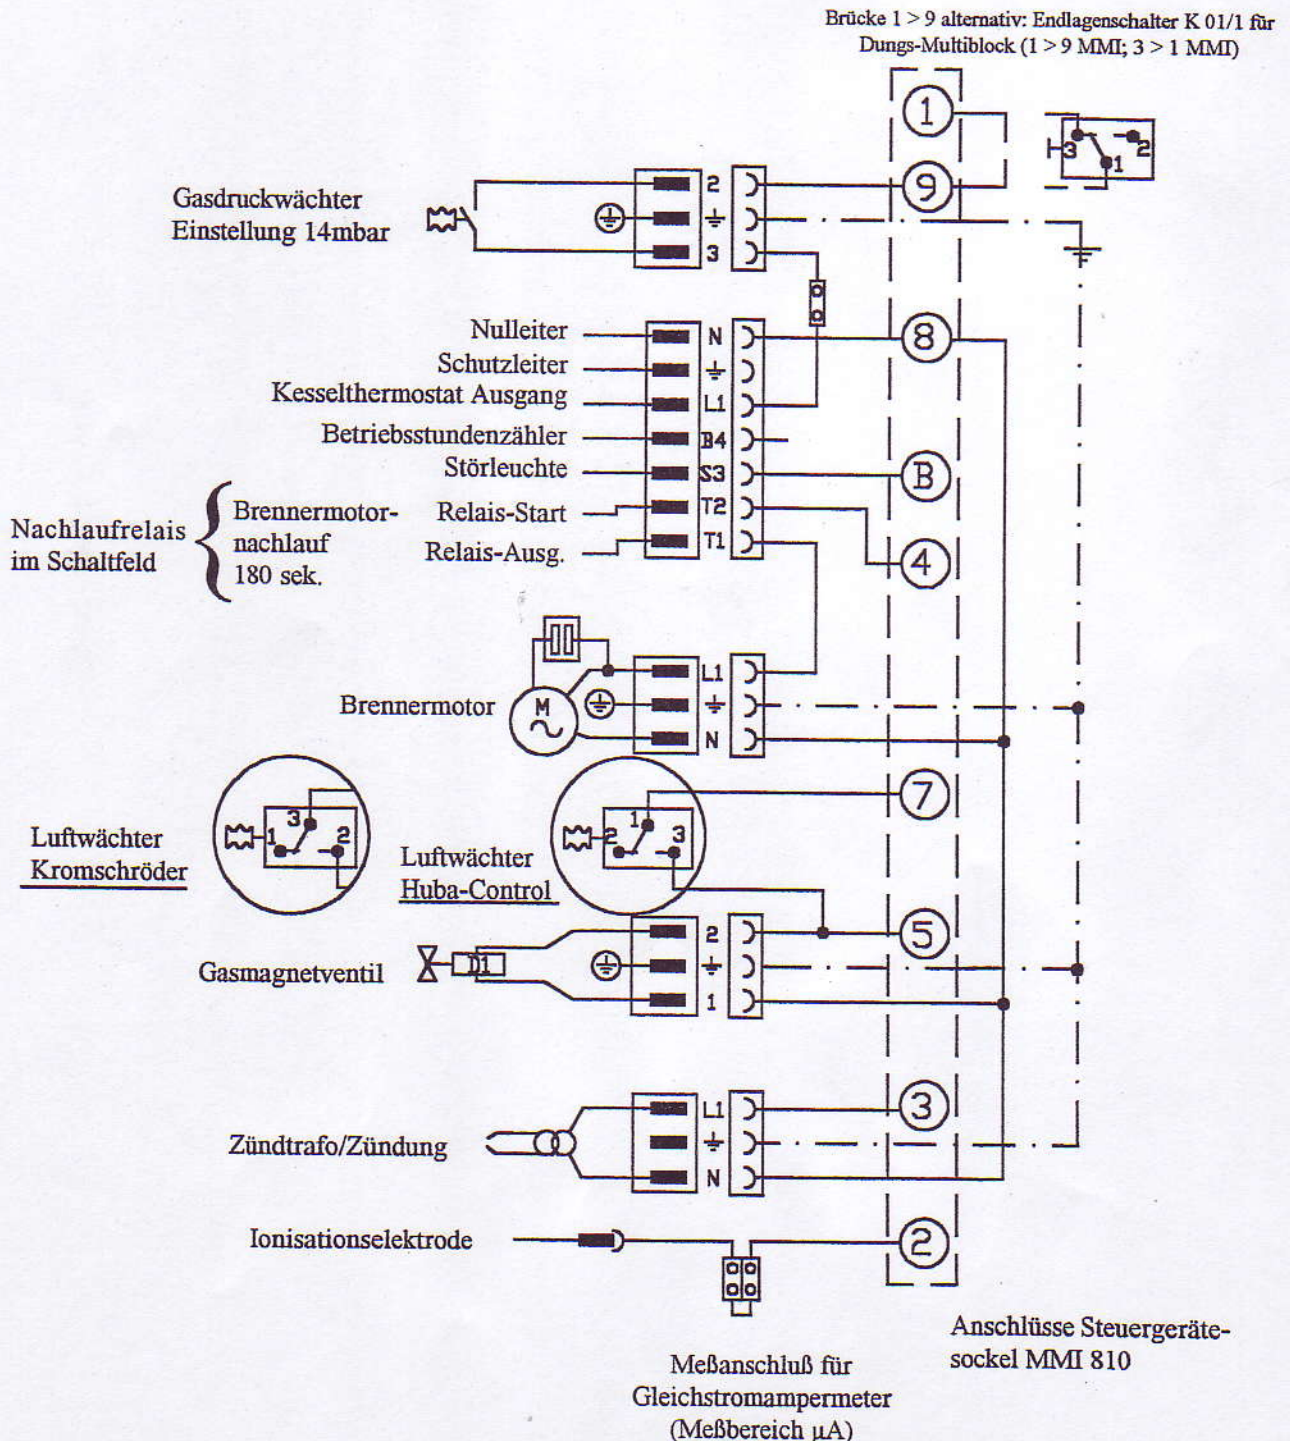 Brücke 1 > 9 alternativ: Endlagenschalter K 01/1 für
Dungs-Multiblock (1 > 9 MMI; 3 > 1 MMI)
1
3
2
1
Gasdruckwächter
Einstellung 14mbar
2
3
9
Nulleiter
N
8
Schutzleiter
Kesselthermostat Ausgang
L1
Betriebsstundenzähler
B4
Störleuchte
S3
B
Nachlaufrelais
im Schaltfeld
Brennermotor-
nachlauf
180 sek.
Relais-Start
T2
Relais-Ausg.
T1
4
Brennermotor
M
L1
N
Luftwächter
Kromschröder
3
1
2
Luftwächter
Huba-Control
1
2
3
7
Gasmagnetventil
D1
2
1
5
Zündtrafo/Zündung
L1
N
3
Ionisationselektrode
2
Meßanschluß für
Gleichstromampermeter
(Meßbereich µA)
Anschlüsse Steuergeräte-
sockel MMI 810